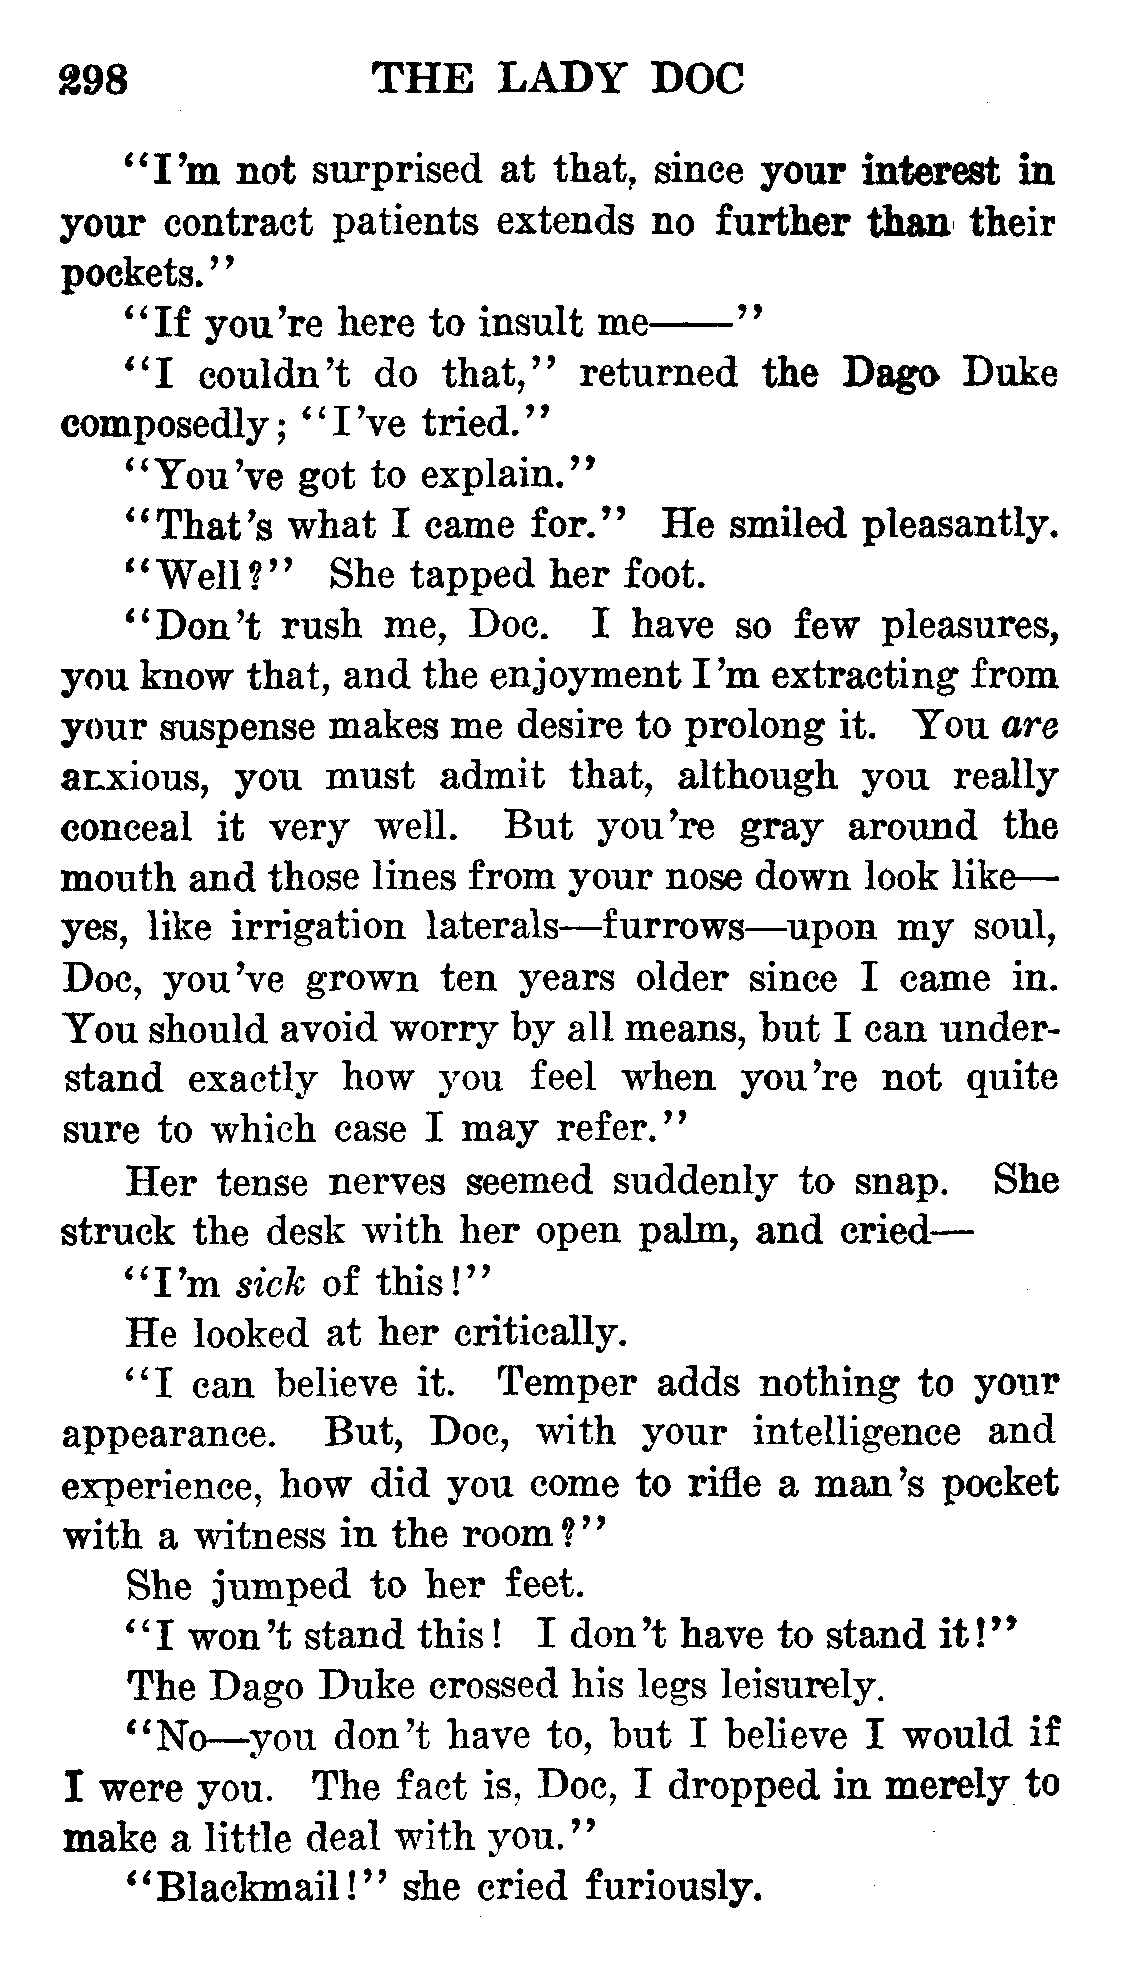 298 THE LADY DOC
“I’m not surprised at that, since your interest in
your contract patients extends no further than their
pockets.”
“If you’re here to insult me——”
“I couldn’t do that,” returned the Dago Duke
composedly; “I’ve tried.”
“You’ve got to explain.”
“That’s what I came for.” He smiled pleasantly.
“Well?” She tapped her foot.
“Don’t rush me, Doc. I have so few pleasures,
you know that, and the enjoyment I’m extracting from
your suspense makes me desire to prolong it. You are
anxious, you must admit that, although you really
conceal it very well. But you’re gray around the
mouth and those lines from your nose down look like—
yes, like irrigation laterals—furrows—upon my soul,
Doc, you’ve grown ten years older since I came in.
You should avoid worry by all means, but I can under-
stand exactly how you feel when you’re not quite
sure to which case I may refer.”
Her tense nerves seemed suddenly to snap. She
struck the desk with her open palm, and cried—
“I’m sick of this!”
He looked at her critically.
“I can believe it. Temper adds nothing to your
appearance. But, Doc, with your intelligence and
experience, how did you come to rifle a man’s pocket
with a witness in the room?”
She jumped to her feet.
“I won’t stand this! I don’t have to stand it!”
The Dago Duke crossed his legs leisurely.
“No—you don’t have to, but I believe I would if
I were you. The fact is, Doc, I dropped in merely to
make a little deal with you.”
“Blackmail!” she cried furiously.